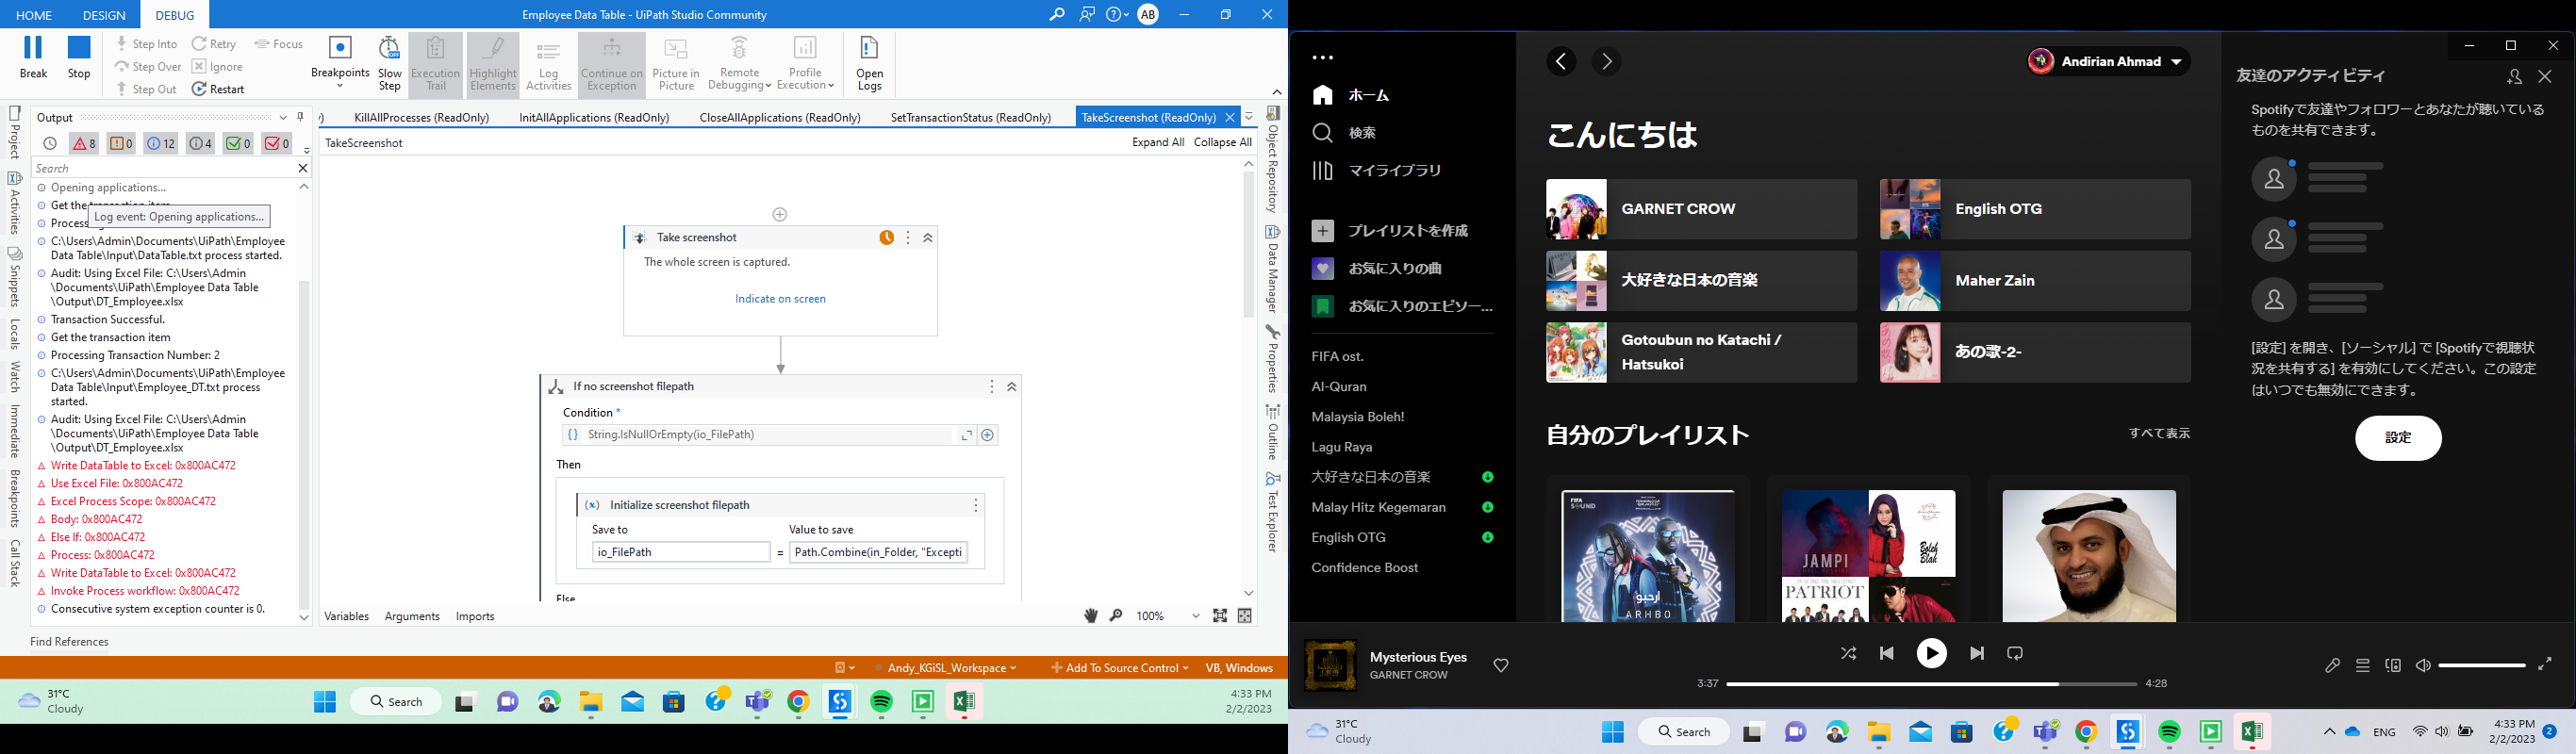 HOME DESIGN DEBUG Employee Data Table - UiPath Studio Community AB
Break Stop Step Into Step Over Step Out Retry Ignore Restart Focus
Breakpoints Slow Step Execution Trail Highlight Elements Log Activities Continue on Exception Picture in Picture Remote Debugging Profile Execution Open Logs
Output
8 0 12 4 0 0
Search
Opening applications...
Get the transaction item
Log event: Opening applications...
C:\Users\Admin\Documents\UiPath\Employee
Data Table\Input\DataTable.txt process started.
Audit: Using Excel File: C:\Users\Admin
\Documents\UiPath\Employee Data Table
\Output\DT_Employee.xlsx
Transaction Successful.
Get the transaction item
Processing Transaction Number: 2
C:\Users\Admin\Documents\UiPath\Employee
Data Table\Input\Employee_DT.txt process
started.
Audit: Using Excel File: C:\Users\Admin
\Documents\UiPath\Employee Data Table
\Output\DT_Employee.xlsx
Write DataTable to Excel: 0x800AC472
Use Excel File: 0x800AC472
Excel Process Scope: 0x800AC472
Body: 0x800AC472
Else If: 0x800AC472
Process: 0x800AC472
Write DataTable to Excel: 0x800AC472
Invoke Process workflow: 0x800AC472
Consecutive system exception counter is 0.
Find References
Project
Activities
Snippets
Locals
Watch
Immediate
Breakpoints
Call Stack
KillAllProcesses (ReadOnly) InitAllApplications (ReadOnly) CloseAllApplications (ReadOnly) SetTransactionStatus (ReadOnly) TakeScreenshot (ReadOnly)
TakeScreenshot Expand All Collapse All
Take screenshot
The whole screen is captured.
Indicate on screen
If no screenshot filepath
Condition *
String.IsNullOrEmpty(io_FilePath)
Then
Initialize screenshot filepath
Save to Value to save
io_FilePath = Path.Combine(in_Folder, "Excepti
Else
Variables Arguments Imports 100%
Object Repository
Data Manager
Properties
Outline
Test Explorer
Andy_KGiSL_Workspace Add To Source Control VB, Windows
31°C
Cloudy
Search
4:33 PM
2/2/2023
ホーム
検索
マイライブラリ
プレイリストを作成
お気に入りの曲
お気に入りのエピソー...
FIFA ost.
Al-Quran
Malaysia Boleh!
Lagu Raya
大好きな日本の音楽
Malay Hitz Kegemaran
English OTG
Confidence Boost
Andirian Ahmad
こんにちは
GARNET CROW
English OTG
大好きな日本の音楽
Maher Zain
Gotoubun no Katachi /
Hatsukoi
あの歌-2-
自分のプレイリスト すべて表示
FIFA
SOUND
ARHBO
JAMPI
Boleh
Blah
PATRIOT
友達のアクティビティ
Spotifyで友達やフォロワーとあなたが聴いている
ものを共有できます。
[設定] を開き、[ソーシャル] で [Spotifyで視聴状
況を共有する] を有効にしてください。この設定
はいつでも無効にできます。
設定
Mysterious Eyes
GARNET CROW
3:37 4:28
31°C
Cloudy
Search
ENG
4:33 PM
2/2/2023
2